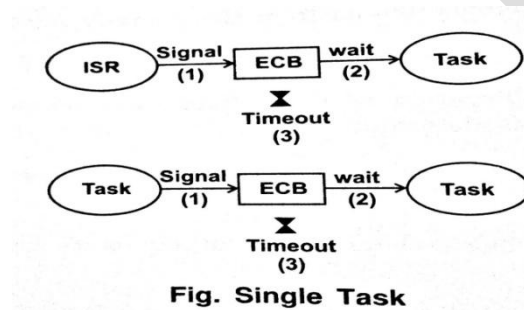 ISR Signal (1) ECB wait (2) Task
Timeout
(3)
Task Signal (1) ECB wait (2) Task
Timeout
(3)
Fig. Single Task